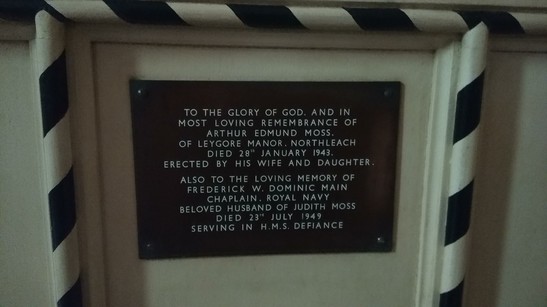 TO THE GLORY OF GOD. AND IN
MOST LOVING REMEMBRANCE OF
ARTHUR EDMUND MOSS.
OF LEYGORE MANOR. NORTHLEACH
DIED 28TH JANUARY 1943.
ERECTED BY HIS WIFE AND DAUGHTER.
ALSO TO THE LOVING MEMORY OF
FREDERICK W. DOMINIC MAIN
CHAPLAIN. ROYAL NAVY
BELOVED HUSBAND OF JUDITH MOSS
DIED 23RD JULY 1949
SERVING IN H.M.S. DEFIANCE